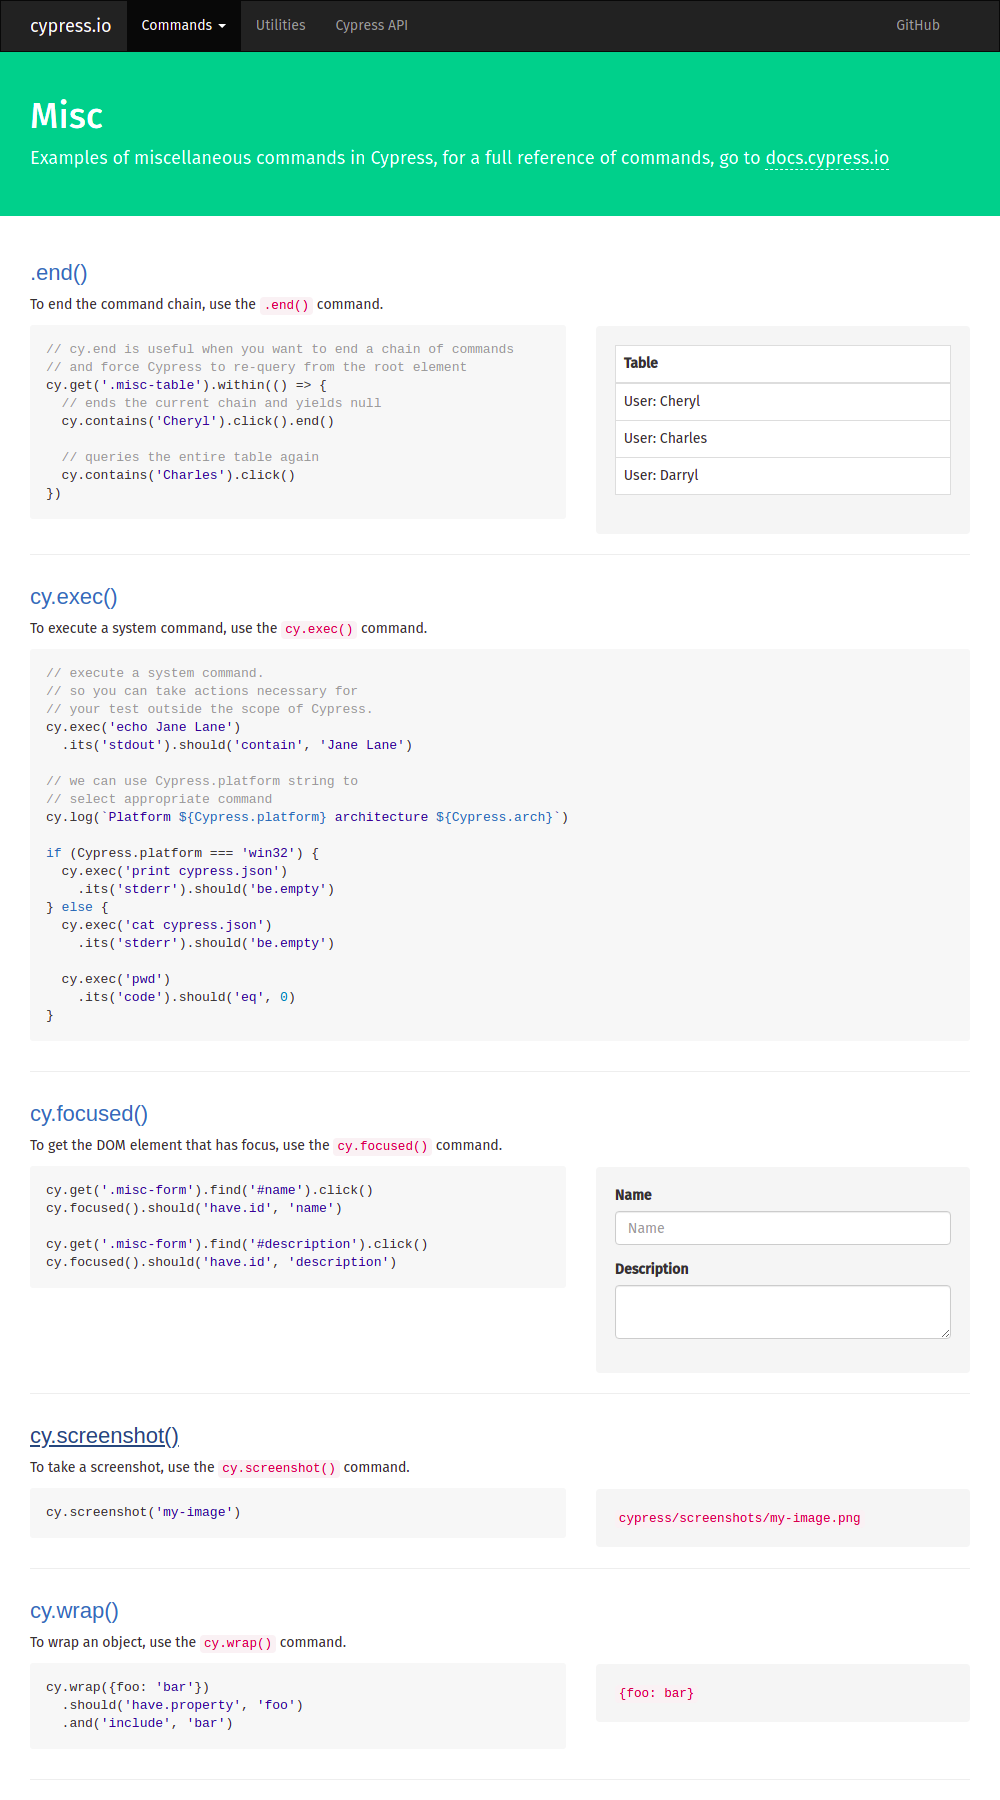 cypress.io Commands Utilities Cypress API GitHub
Misc
Examples of miscellaneous commands in Cypress, for a full reference of commands, go to docs.cypress.io
.end()
To end the command chain, use the .end() command.
// cy.end is useful when you want to end a chain of commands
// and force Cypress to re-query from the root element
cy.get('.misc-table').within(() => {
  // ends the current chain and yields null
  cy.contains('Cheryl').click().end()

  // queries the entire table again
  cy.contains('Charles').click()
})
Table
User: Cheryl
User: Charles
User: Darryl
cy.exec()
To execute a system command, use the cy.exec() command.
// execute a system command.
// so you can take actions necessary for
// your test outside the scope of Cypress.
cy.exec('echo Jane Lane')
  .its('stdout').should('contain', 'Jane Lane')

// we can use Cypress.platform string to
// select appropriate command
cy.log(`Platform ${Cypress.platform} architecture ${Cypress.arch}`)

if (Cypress.platform === 'win32') {
  cy.exec('print cypress.json')
    .its('stderr').should('be.empty')
} else {
  cy.exec('cat cypress.json')
    .its('stderr').should('be.empty')

  cy.exec('pwd')
    .its('code').should('eq', 0)
}
cy.focused()
To get the DOM element that has focus, use the cy.focused() command.
cy.get('.misc-form').find('#name').click()
cy.focused().should('have.id', 'name')

cy.get('.misc-form').find('#description').click()
cy.focused().should('have.id', 'description')
Name
Name
Description
cy.screenshot()
To take a screenshot, use the cy.screenshot() command.
cy.screenshot('my-image')
cypress/screenshots/my-image.png
cy.wrap()
To wrap an object, use the cy.wrap() command.
cy.wrap({foo: 'bar'})
  .should('have.property', 'foo')
  .and('include', 'bar')
{foo: bar}